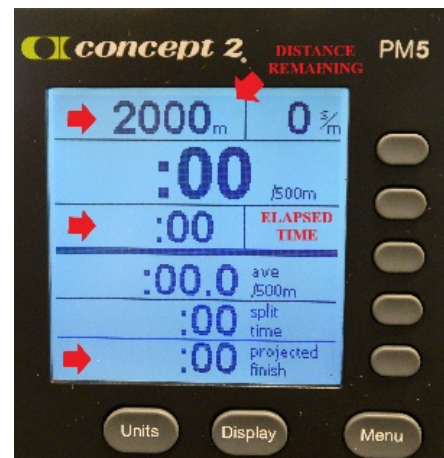 concept 2. DISTANCE REMAINING PM5
2000 m 0 s/m
:00 /500m
:00 ELAPSED TIME
:00.0 ave /500m
:00 split time
:00 projected finish
Units Display Menu